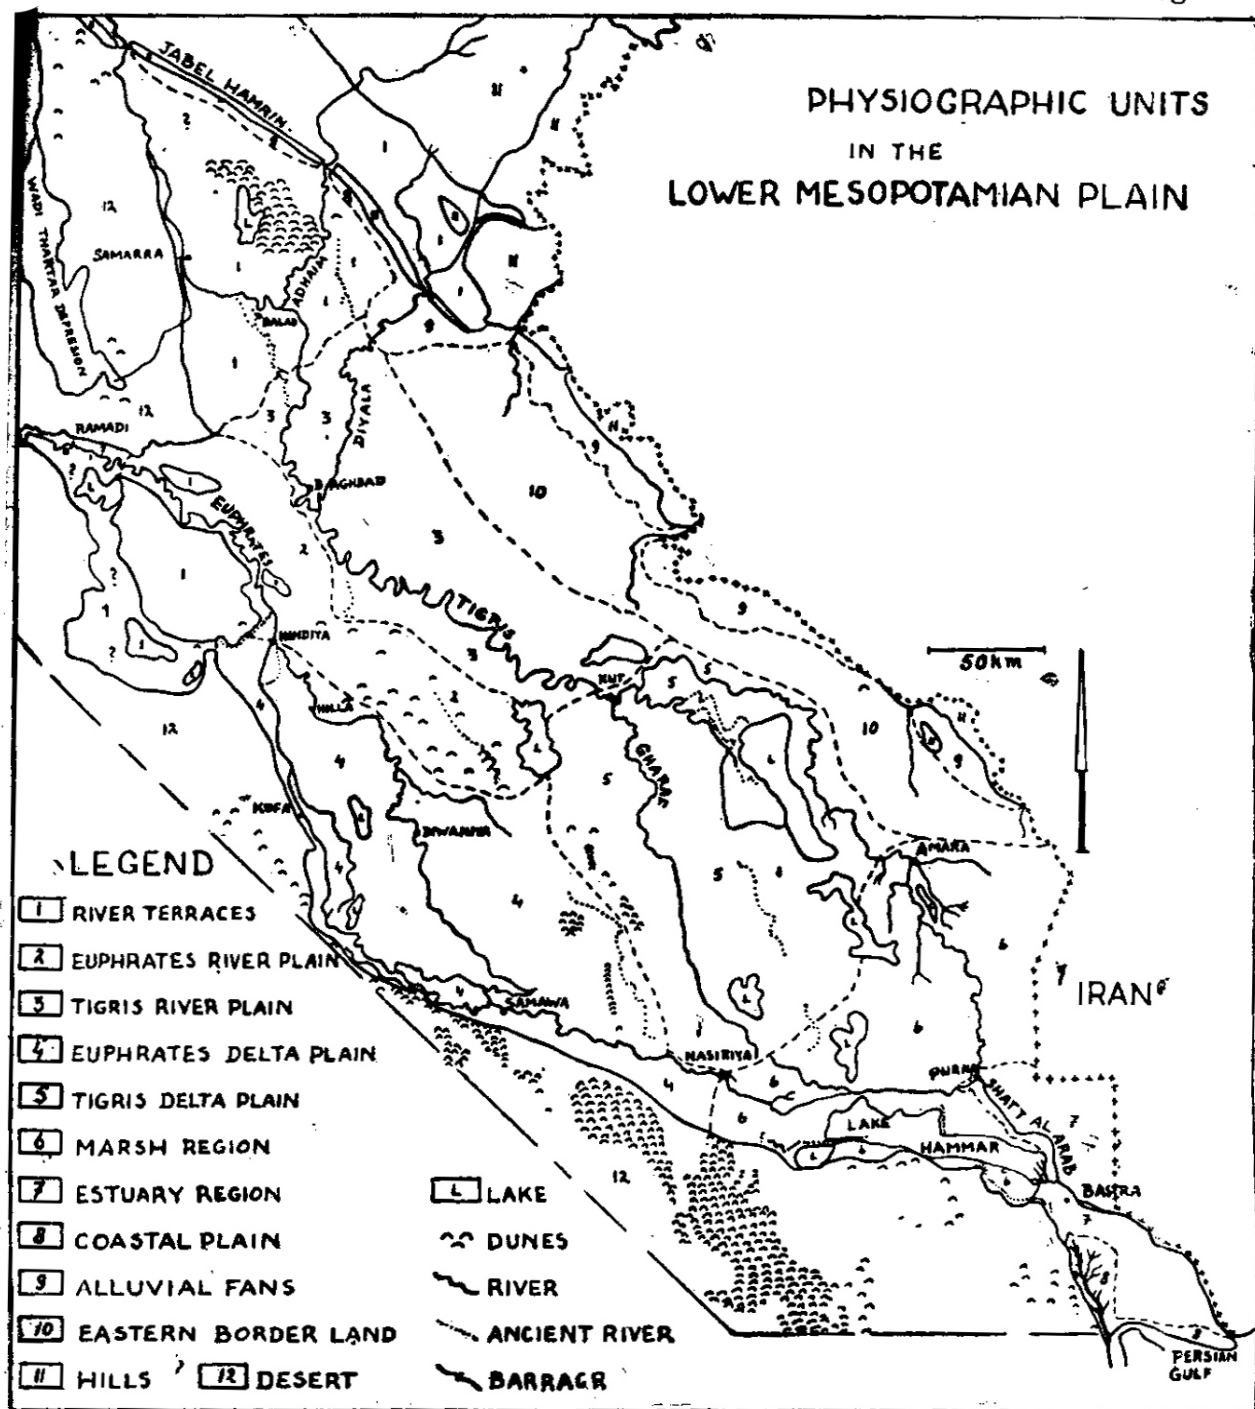 PHYSIOGRAPHIC UNITS
IN THE
LOWER MESOPOTAMIAN PLAIN
JABEL HAMRIN
WADI THARTAR DEPRESION
SAMARRA
ADHAIM
BALAD
DIYALA
RAMADI
BAGHDAD
EUPHRATES
TIGRIS
HINDIYA
HILLA
KUT
GHARAF
50km
KUFA
DIWANIYA
AMARA
SAMAWA
NASIRIYA
QURNA
SHATT AL ARAB
LAKE
HAMMAR
BASTRA
IRAN
PERSIAN
GULF
LEGEND
1 RIVER TERRACES
2 EUPHRATES RIVER PLAIN
3 TIGRIS RIVER PLAIN
4 EUPHRATES DELTA PLAIN
5 TIGRIS DELTA PLAIN
6 MARSH REGION
7 ESTUARY REGION
8 COASTAL PLAIN
9 ALLUVIAL FANS
10 EASTERN BORDER LAND
11 HILLS
12 DESERT
L LAKE
DUNES
RIVER
ANCIENT RIVER
BARRAGR